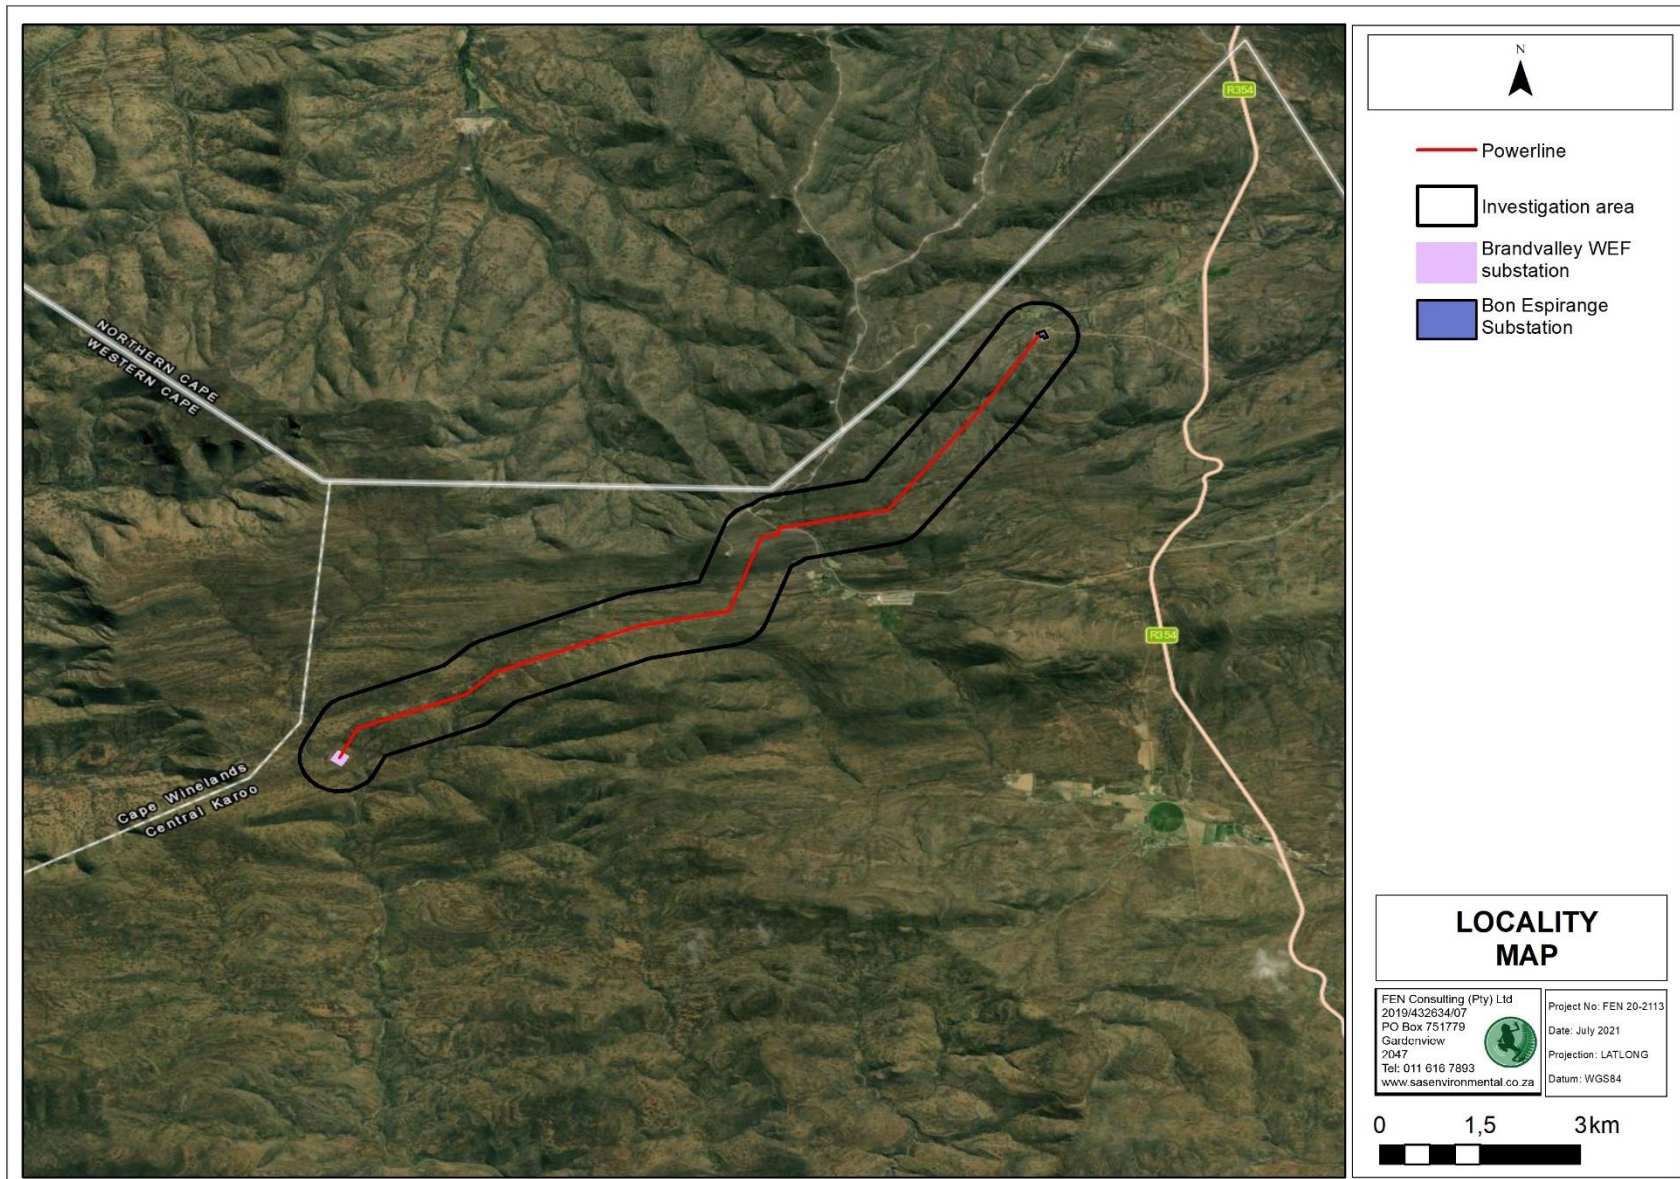 R354
NORTHERN CAPE
WESTERN CAPE
R354
Cape Winelands
Central Karoo
N
Powerline
Investigation area
Brandvalley WEF
substation
Bon Espirange
Substation
LOCALITY
MAP
FEN Consulting (Pty) Ltd
2019/432634/07
PO Box 751779
Gardenview
2047
Tel: 011 616 7893
www.sasenvironmental.co.za
Project No: FEN 20-2113
Date: July 2021
Projection: LATLONG
Datum: WGS84
0 1,5 3km